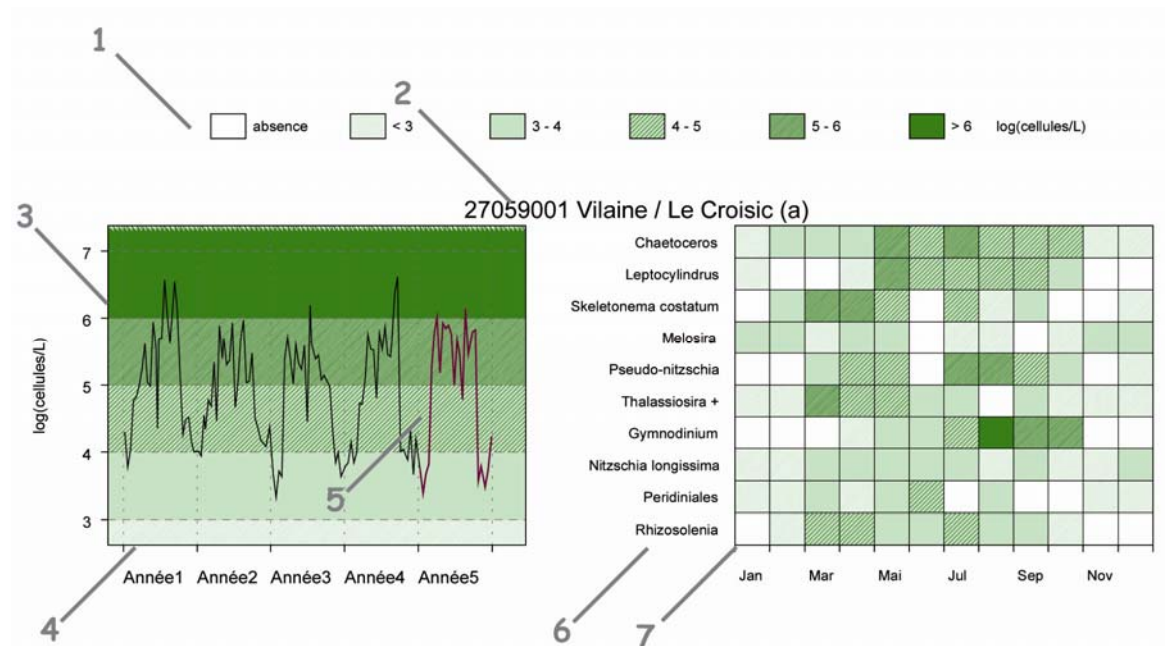 1
2
absence
< 3
3 - 4
4 - 5
5 - 6
> 6
log(cellules/L)
3
27059001 Vilaine / Le Croisic (a)
7
6
5
4
3
log(cellules/L)
5
Année1
Année2
Année3
Année4
Année5
4
Chaetoceros
Leptocylindrus
Skeletonema costatum
Melosira
Pseudo-nitzschia
Thalassiosira +
Gymnodinium
Nitzschia longissima
Peridiniales
Rhizosolenia
Jan
Mar
Mai
Jul
Sep
Nov
6
7